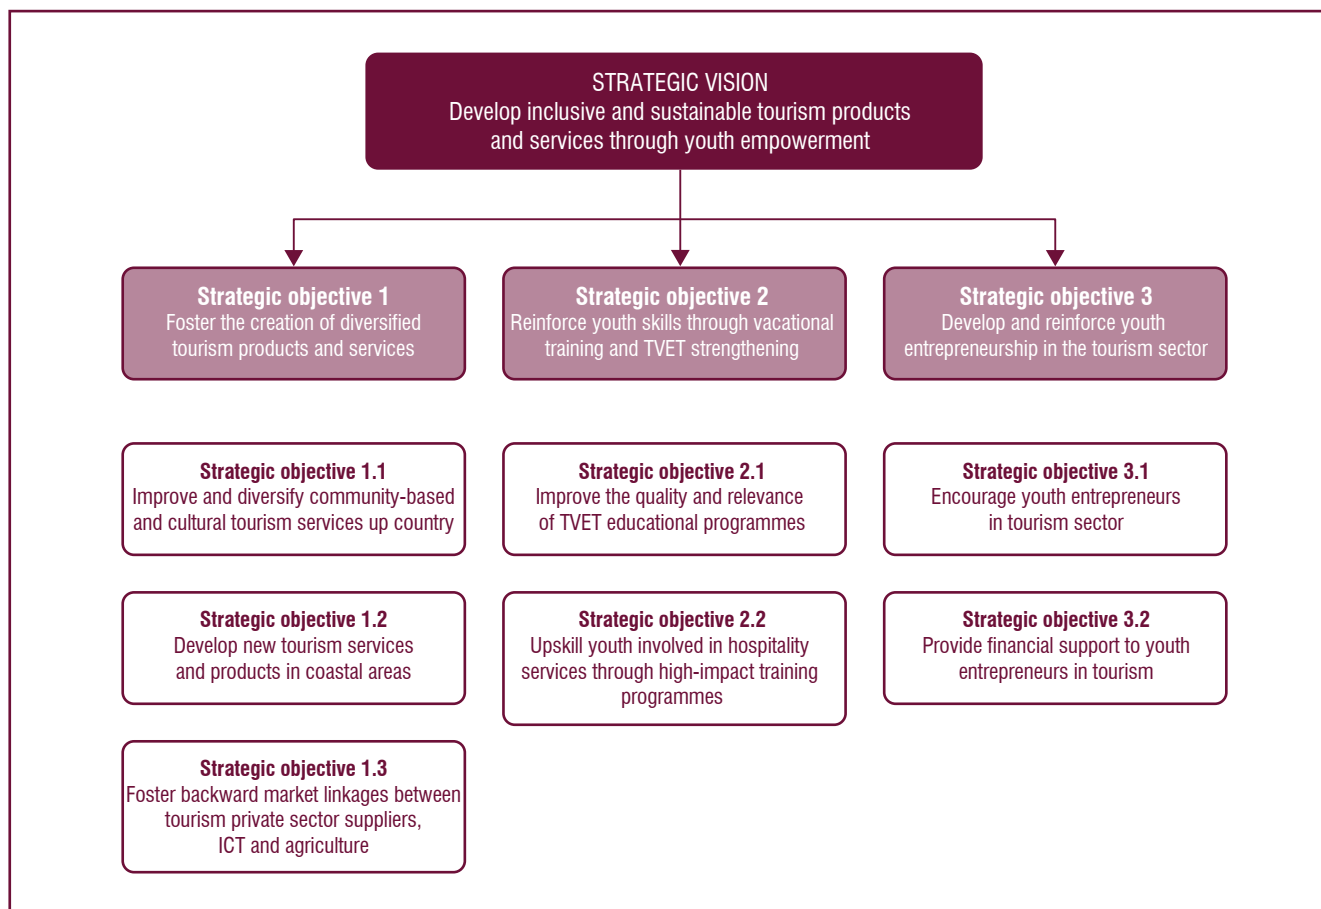 STRATEGIC VISION
Develop inclusive and sustainable tourism products
and services through youth empowerment
Strategic objective 1
Foster the creation of diversified
tourism products and services
Strategic objective 2
Reinforce youth skills through vacational
training and TVET strengthening
Strategic objective 3
Develop and reinforce youth
entrepreneurship in the tourism sector
Strategic objective 1.1
Improve and diversify community-based
and cultural tourism services up country
Strategic objective 2.1
Improve the quality and relevance
of TVET educational programmes
Strategic objective 3.1
Encourage youth entrepreneurs
in tourism sector
Strategic objective 1.2
Develop new tourism services
and products in coastal areas
Strategic objective 2.2
Upskill youth involved in hospitality
services through high-impact training
programmes
Strategic objective 3.2
Provide financial support to youth
entrepreneurs in tourism
Strategic objective 1.3
Foster backward market linkages between
tourism private sector suppliers,
ICT and agriculture